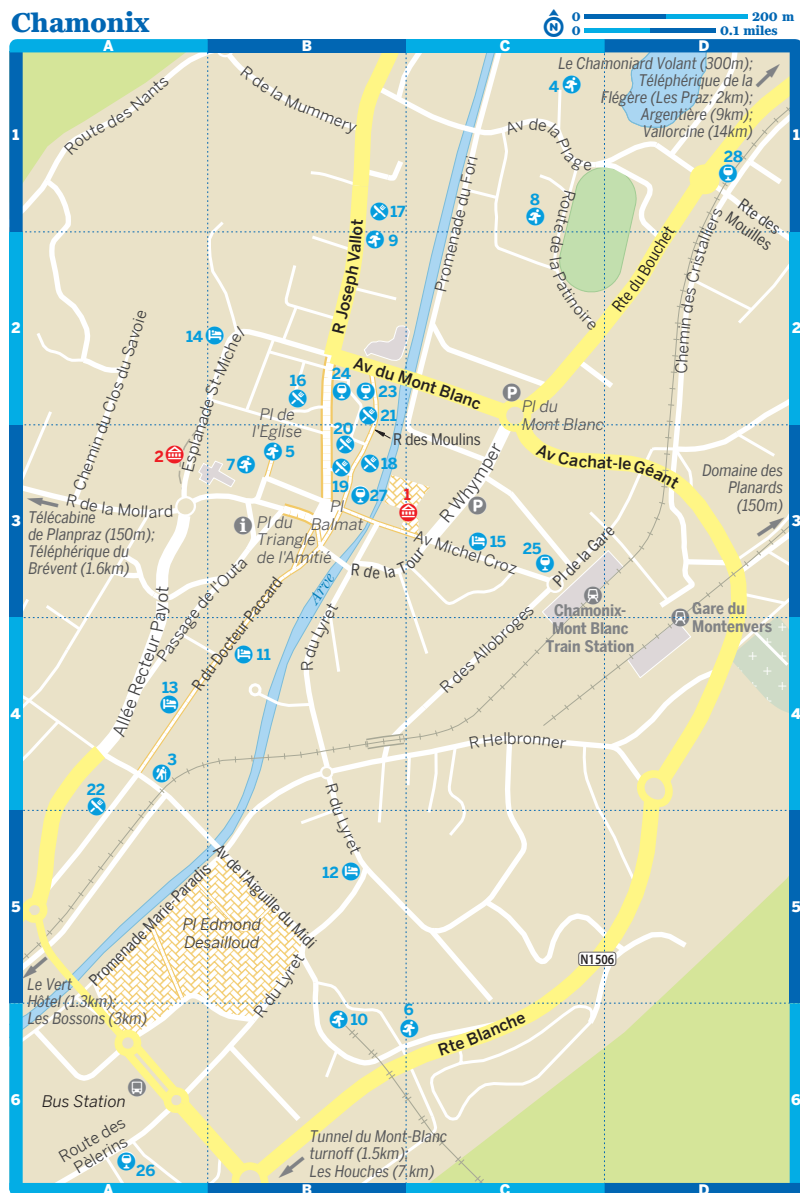 Chamonix
N
0 200 m
0 0.1 miles
A B C D
Le Chamoniard Volant (300m);
Téléphérique de la
Flégère (Les Praz; 2km);
Argentière (9km);
Vallorcine (14km)
4
R de la Mummery
Route des Nants
1 1
Av de la Plage
28
8
17
9
Promenade du Fori
Route de la Patinoire
Rte des
Mouilles
R Joseph Vallot
Rte du Bouchet
Chemin des Cristalliers
2 2
14
R Chemin du Clos du Savoie
Esplanade St-Michel
Av du Mont Blanc
16
24
23
P
Pl du
Mont Blanc
21
Pl de
l'Eglise
20
R des Moulins
2
7
5
19
18
Av Cachat-le Géant
27
1
R Whymper
P
Domaine des
Planards
(150m)
R de la Mollard
3 3
Télécabine
de Planpraz (150m);
Téléphérique du
Brévent (1.6km)
i
Pl du
Triangle
de l'Amitié
Pl
Balmat
Av Michel Croz
15
25
Pl de la Gare
R de la Tour
Arve
Passage de l'Outa
Chamonix-
Mont Blanc
Train Station
Gare du
Montenvers
Allée Recteur Payot
R du Docteur Paccard
R du Lyret
R des Allobroges
11
13
4 4
R Helbronner
3
22
R du Lyret
12
Av de l'Aiguille du Midi
5 5
Promenade Marie-Paradis
Pl Edmond
Desailloud
N1506
R du Lyret
Le Vert
Hôtel (1.3km);
Les Bossons (3km)
10
6
Rte Blanche
Bus Station
6 6
Route des
Pèlerins
26
Tunnel du Mont-Blanc
turnoff (1.5km);
Les Houches (7 km)
A B C D